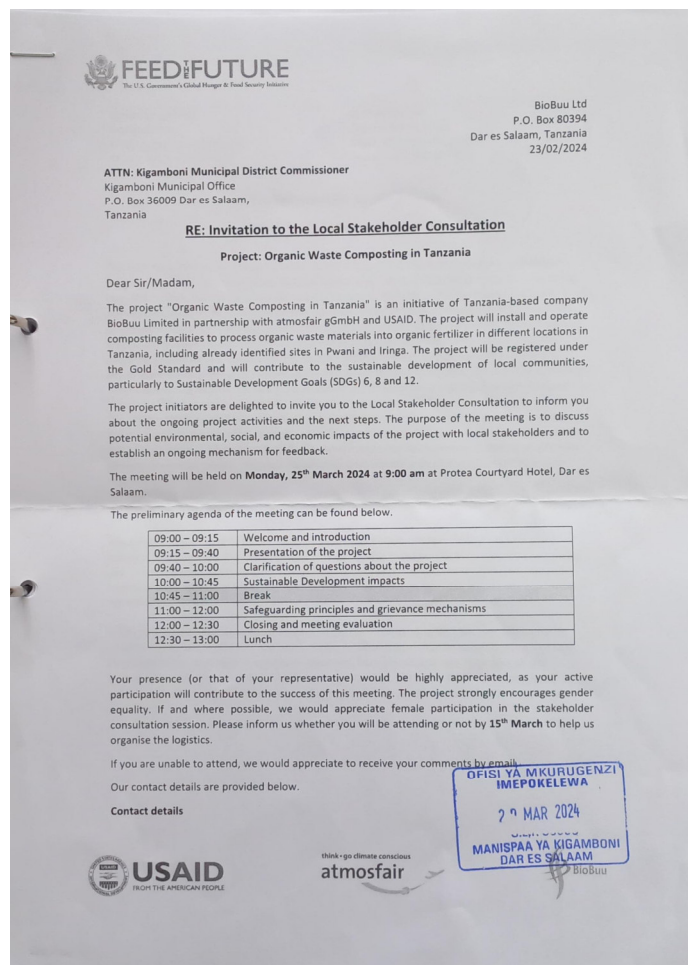 FEED THE FUTURE
The U.S. Government's Global Hunger & Food Security Initiative
BioBuu Ltd
P.O. Box 80394
Dar es Salaam, Tanzania
23/02/2024
ATTN: Kigamboni Municipal District Commissioner
Kigamboni Municipal Office
P.O. Box 36009 Dar es Salaam,
Tanzania
RE: Invitation to the Local Stakeholder Consultation
Project: Organic Waste Composting in Tanzania
Dear Sir/Madam,
The project "Organic Waste Composting in Tanzania" is an initiative of Tanzania-based company
BioBuu Limited in partnership with atmosfair gGmbH and USAID. The project will install and operate
composting facilities to process organic waste materials into organic fertilizer in different locations in
Tanzania, including already identified sites in Pwani and Iringa. The project will be registered under
the Gold Standard and will contribute to the sustainable development of local communities,
particularly to Sustainable Development Goals (SDGs) 6, 8 and 12.
The project initiators are delighted to invite you to the Local Stakeholder Consultation to inform you
about the ongoing project activities and the next steps. The purpose of the meeting is to discuss
potential environmental, social, and economic impacts of the project with local stakeholders and to
establish an ongoing mechanism for feedback.
The meeting will be held on Monday, 25th March 2024 at 9:00 am at Protea Courtyard Hotel, Dar es
Salaam.
The preliminary agenda of the meeting can be found below.
09:00 – 09:15 Welcome and introduction
09:15 – 09:40 Presentation of the project
09:40 – 10:00 Clarification of questions about the project
10:00 – 10:45 Sustainable Development impacts
10:45 – 11:00 Break
11:00 – 12:00 Safeguarding principles and grievance mechanisms
12:00 – 12:30 Closing and meeting evaluation
12:30 – 13:00 Lunch
Your presence (or that of your representative) would be highly appreciated, as your active
participation will contribute to the success of this meeting. The project strongly encourages gender
equality. If and where possible, we would appreciate female participation in the stakeholder
consultation session. Please inform us whether you will be attending or not by 15th March to help us
organise the logistics.
If you are unable to attend, we would appreciate to receive your comments by email.
Our contact details are provided below.
Contact details
OFISI YA MKURUGENZI
IMEPOKELEWA
MAR 2024
MANISPAA YA KIGAMBONI
DAR ES SALAAM
USAID
FROM THE AMERICAN PEOPLE
think • go climate conscious
atmosfair
BioBuu